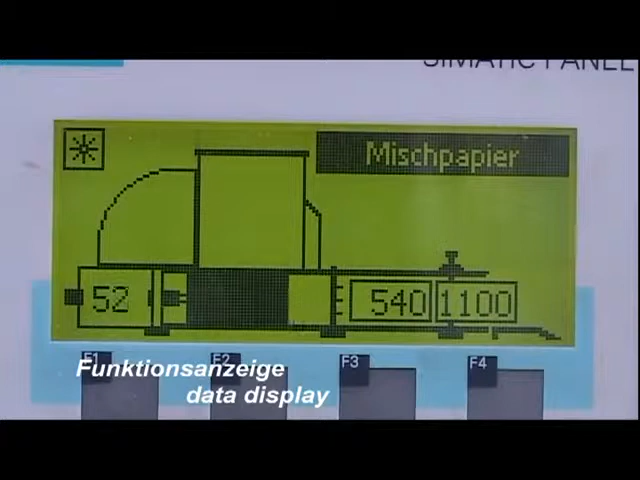 SIMATIC PANEL
Mischpapier
52
540
1100
F1
F2
F3
F4
Funktionsanzeige
data display